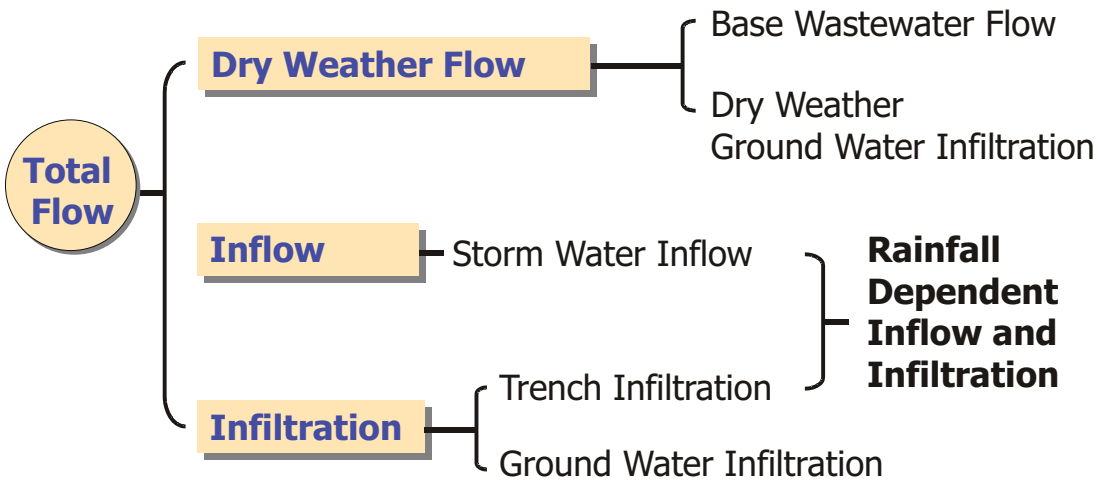 Total
Flow
Dry Weather Flow
Base Wastewater Flow
Dry Weather
Ground Water Infiltration
Inflow
Storm Water Inflow
Infiltration
Trench Infiltration
Ground Water Infiltration
Rainfall
Dependent
Inflow and
Infiltration